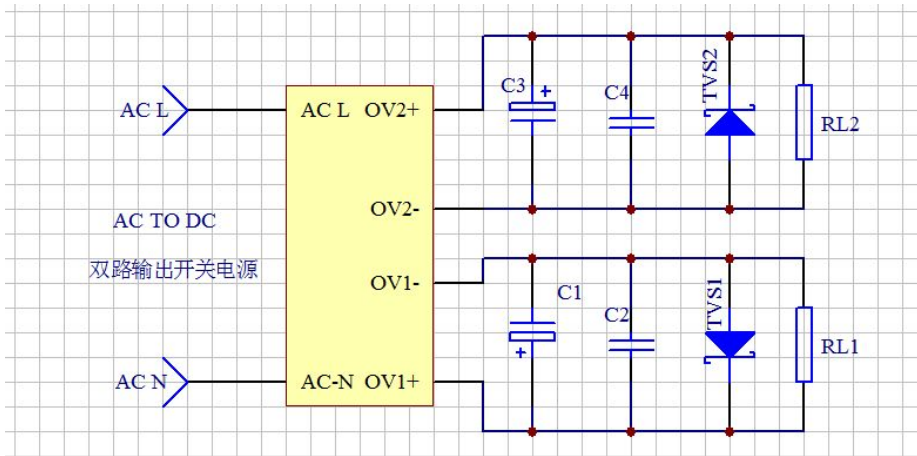 C3
+
C4
TVS2
RL2
AC L
AC L OV2+
OV2-
AC TO DC
双路输出开关电源
OV1-
C1
+
C2
TVS1
RL1
AC N
AC-N OV1+